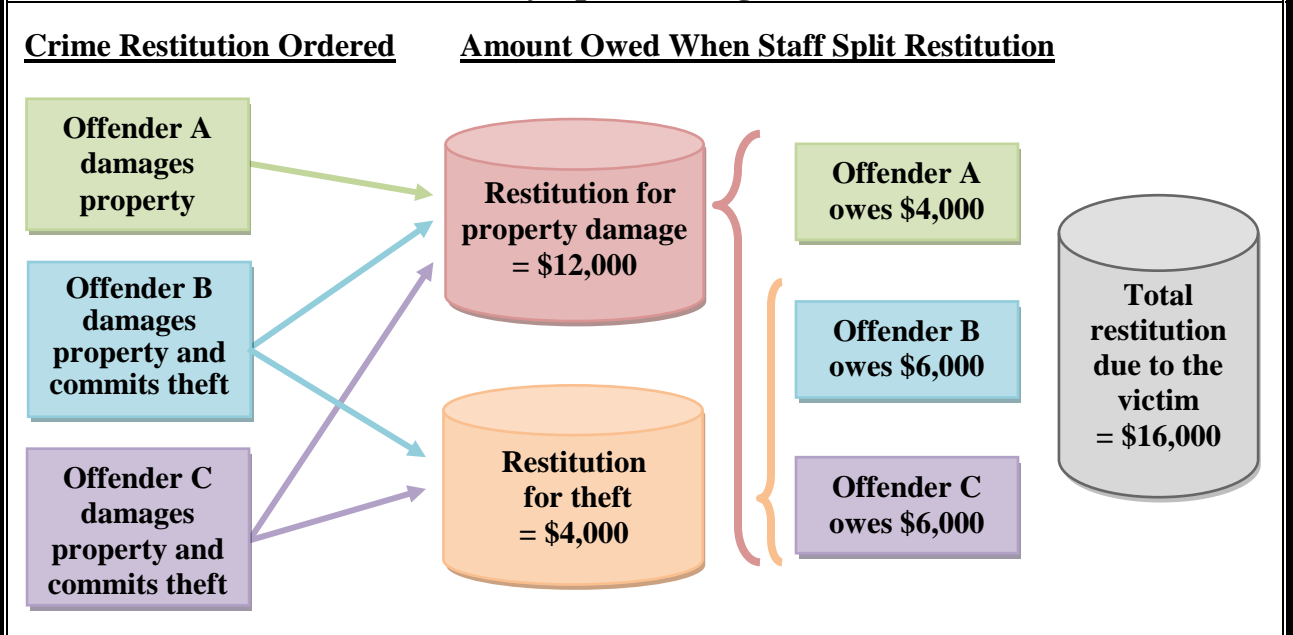 Crime Restitution Ordered
Amount Owed When Staff Split Restitution
Offender A
damages
property
Offender B
damages
property and
commits theft
Offender C
damages
property and
commits theft
Restitution for
property damage
= $12,000
Restitution
for theft
= $4,000
Offender A
owes $4,000
Offender B
owes $6,000
Offender C
owes $6,000
Total
restitution
due to the
victim
= $16,000